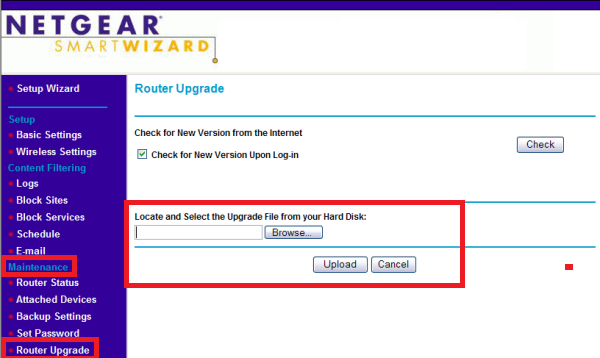 NETGEAR®
SMARTWIZARD
Setup Wizard
Setup
Basic Settings
Wireless Settings
Content Filtering
Logs
Block Sites
Block Services
Schedule
E-mail
Maintenance
Router Status
Attached Devices
Backup Settings
Set Password
Router Upgrade
Router Upgrade
Check for New Version from the Internet
Check for New Version Upon Log-in
Check
Locate and Select the Upgrade File from your Hard Disk:
Browse...
Upload Cancel